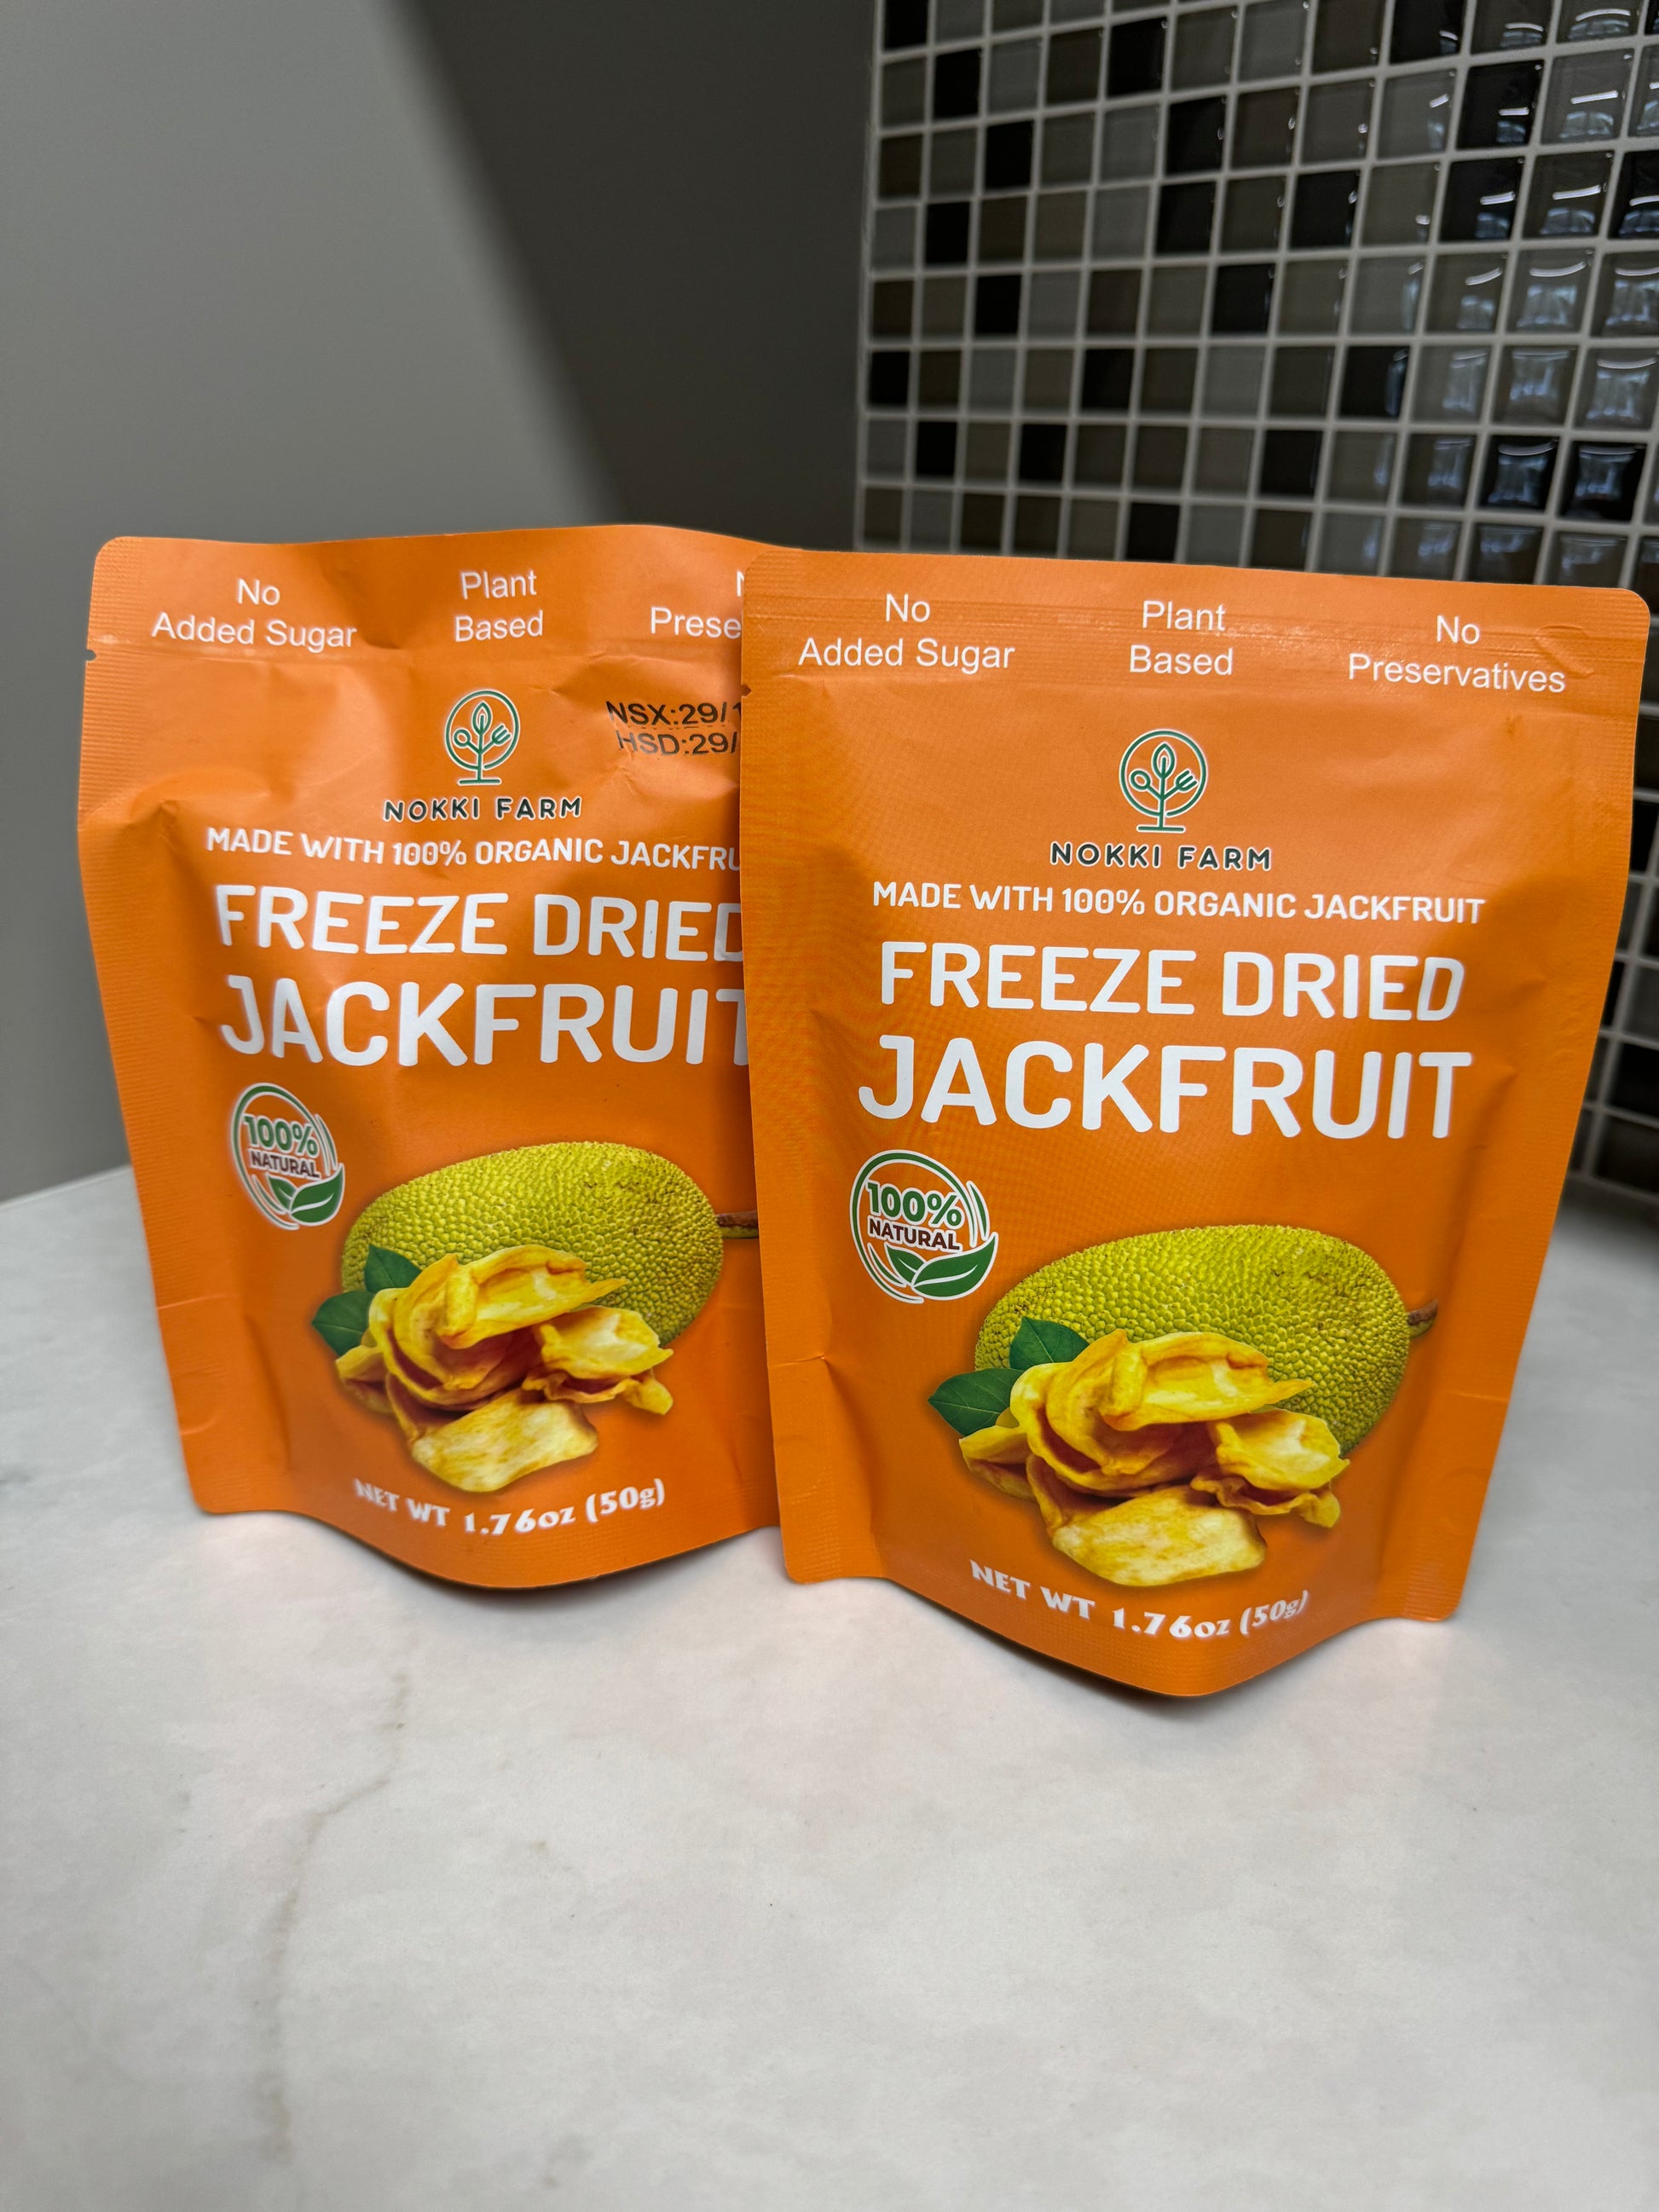 No
Added Sugar
Plant
Based
NSX:29/
HSD:29/
NOKKI FARM
MADE WITH 100% ORGANIC
FREEZE DRIED
JACKFRUIT
100%
NATURAL
NET WT 1.76oz (50g)
No
Added Sugar
Plant
Based
No
Preservatives
NOKKI FARM
MADE WITH 100% ORGANIC JACKFRUIT
FREEZE DRIED
JACKFRUIT
100%
NATURAL
NET WT 1.76oz (50g)